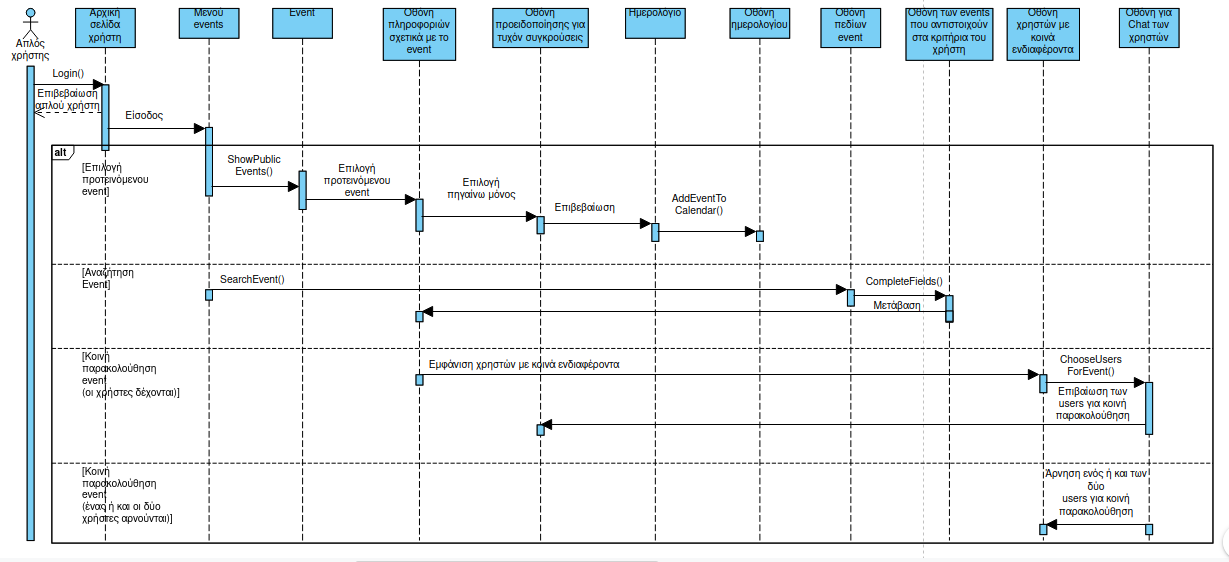 Απλός
χρήστης
Αρχική
σελίδα
χρήστη
Μενού
events
Event
Οθόνη
πληροφοριών
σχετικά με το
event
Οθόνη
προειδοποίησης για
τυχόν συγκρούσεις
Ημερολόγιο
Οθόνη
ημερολογίου
Οθόνη
πεδίων
event
Οθόνη των events
που αντιστοιχούν
στα κριτήρια του
χρήστη
Οθόνη
χρηστών με
κοινά
ενδιαφέροντα
Οθόνη για
Chat των
χρηστών
Login()
Επιβεβαίωση
απλού χρήστη
Είσοδος
alt
[Επιλογή
προτεινόμενου
event]
ShowPublic
Events()
Επιλογή
προτεινόμενου
event
Επιλογή
πηγαίνω μόνος
Επιβεβαίωση
AddEventTo
Calendar()
[Αναζήτηση
Event]
SearchEvent()
CompleteFields()
Μετάβαση
[Κοινή
παρακολούθηση
event
(οι χρήστες δέχονται)]
Εμφάνιση χρηστών με κοινά ενδιαφέροντα
ChooseUsers
ForEvent()
Επιβαίωση των
users για κοινή
παρακολούθηση
[Κοινή
παρακολούθηση
event
(ένας ή και οι δύο
χρήστες αρνούνται)]
Άρνηση ενός ή και των
δύο
users για κοινή
παρακολούθηση